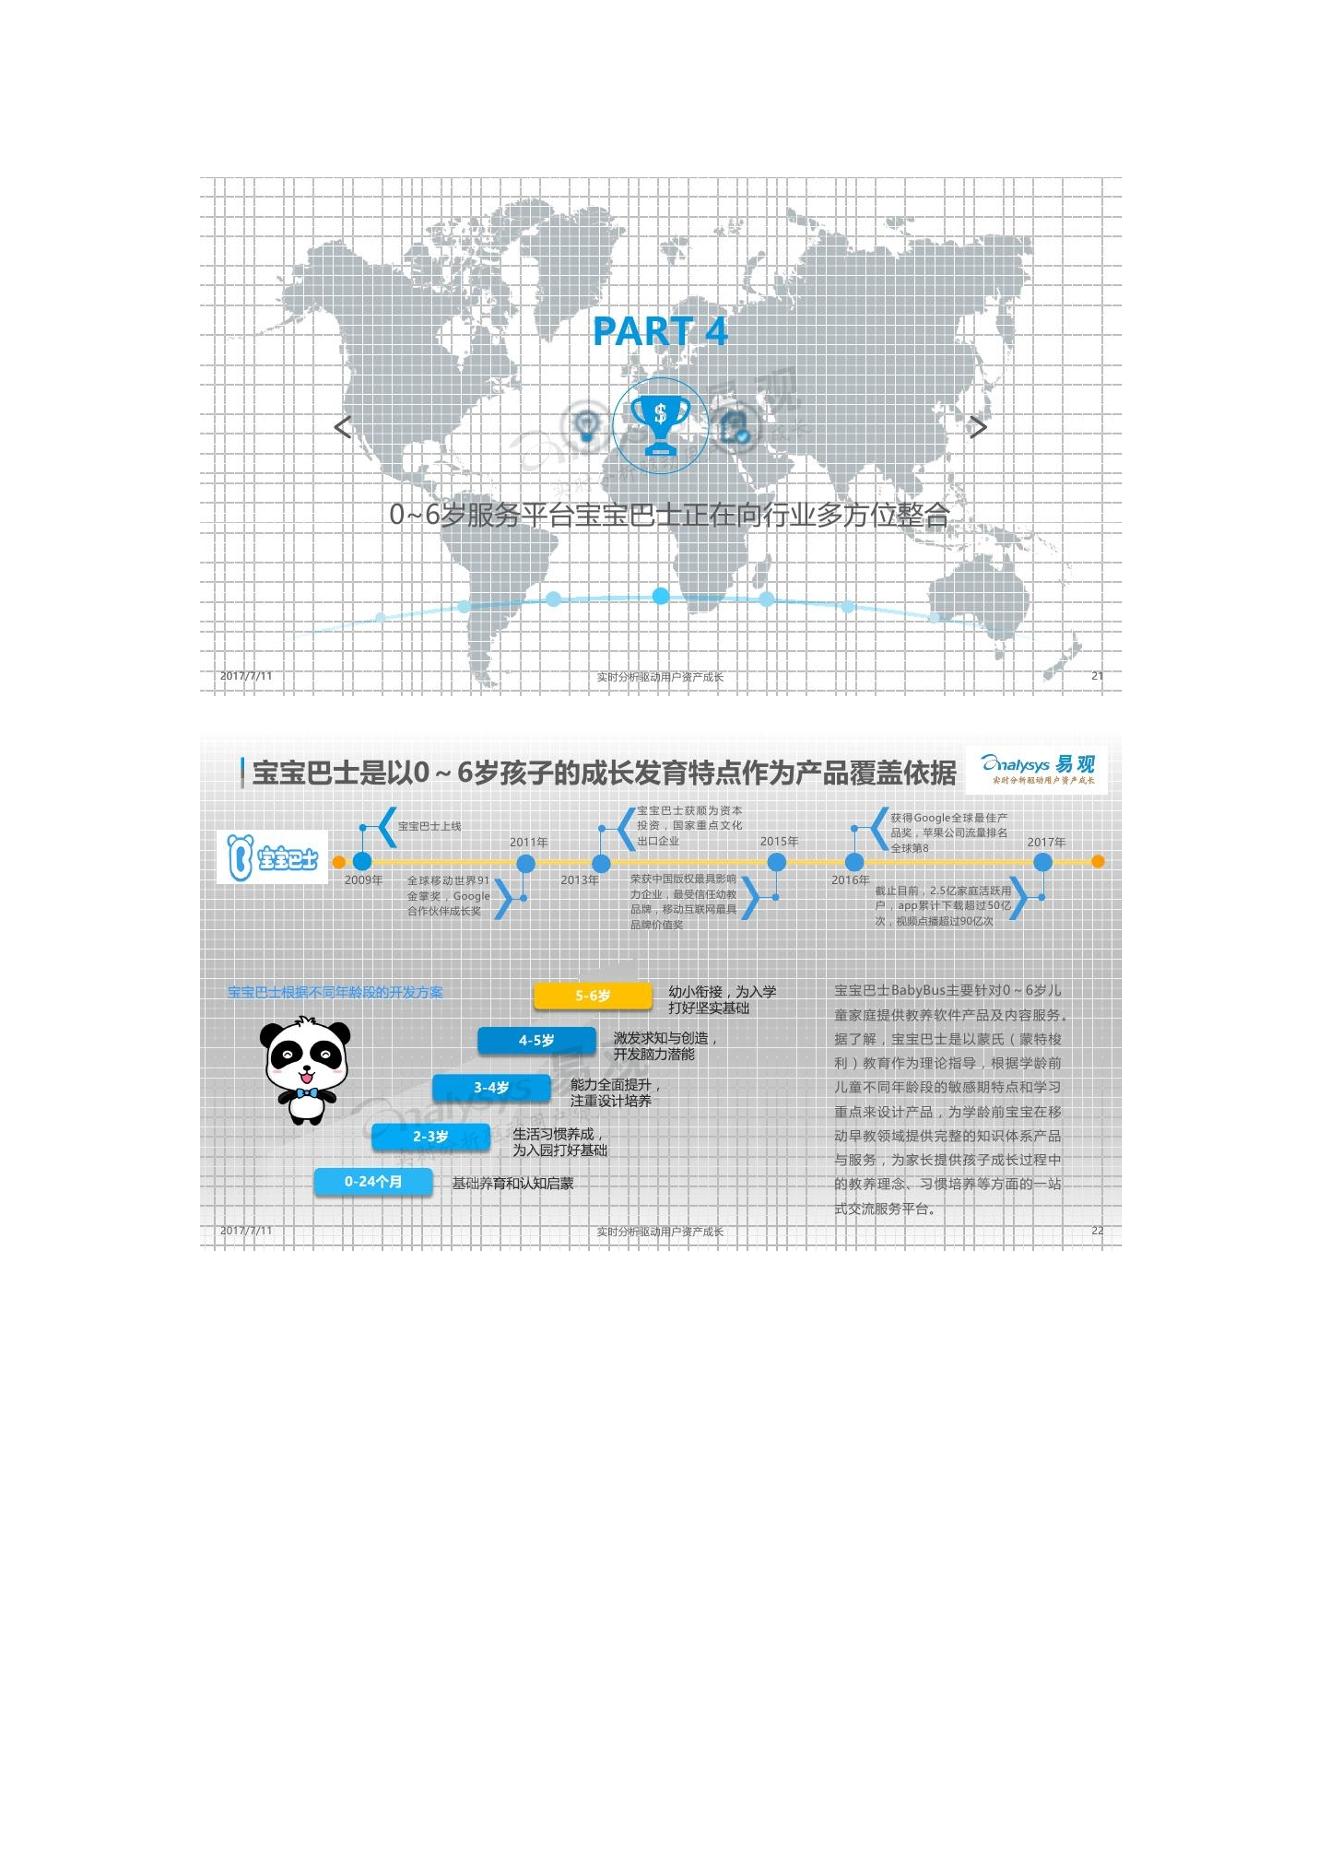 PART 4
易观
0~6岁服务平台宝宝巴士正在向行业多方位整合
2017/7/11
实时分析驱动用户资产成长
21
宝宝巴士是以0～6岁孩子的成长发育特点作为产品覆盖依据
analysys 易观
实时分析驱动用户资产成长
宝宝巴士
宝宝巴士上线
2009年
2011年
全球移动世界91
金掌奖，Google
合作伙伴成长奖
宝宝巴士获顺为资本
投资，国家重点文化
出口企业
2013年
2015年
荣获中国版权最具影响
力企业，最受信任幼教
品牌，移动互联网最具
品牌价值奖
获得Google全球最佳产
品奖，苹果公司流量排名
全球第8
2016年
2017年
截止目前，2.5亿家庭活跃用
户，app累计下载超过50亿
次，视频点播超过90亿次
宝宝巴士根据不同年龄段的开发方案
5-6岁
幼小衔接，为入学
打好坚实基础
4-5岁
激发求知与创造，
开发脑力潜能
3-4岁
能力全面提升，
注重设计培养
2-3岁
生活习惯养成，
为入园打好基础
0-24个月
基础养育和认知启蒙
宝宝巴士BabyBus主要针对0～6岁儿
童家庭提供教养软件产品及内容服务。
据了解，宝宝巴士是以蒙氏（蒙特梭
利）教育作为理论指导，根据学龄前
儿童不同年龄段的敏感期特点和学习
重点来设计产品，为学龄前宝宝在移
动早教领域提供完整的知识体系产品
与服务，为家长提供孩子成长过程中
的教养理念、习惯培养等方面的一站
式交流服务平台。
2017/7/11
实时分析驱动用户资产成长
22